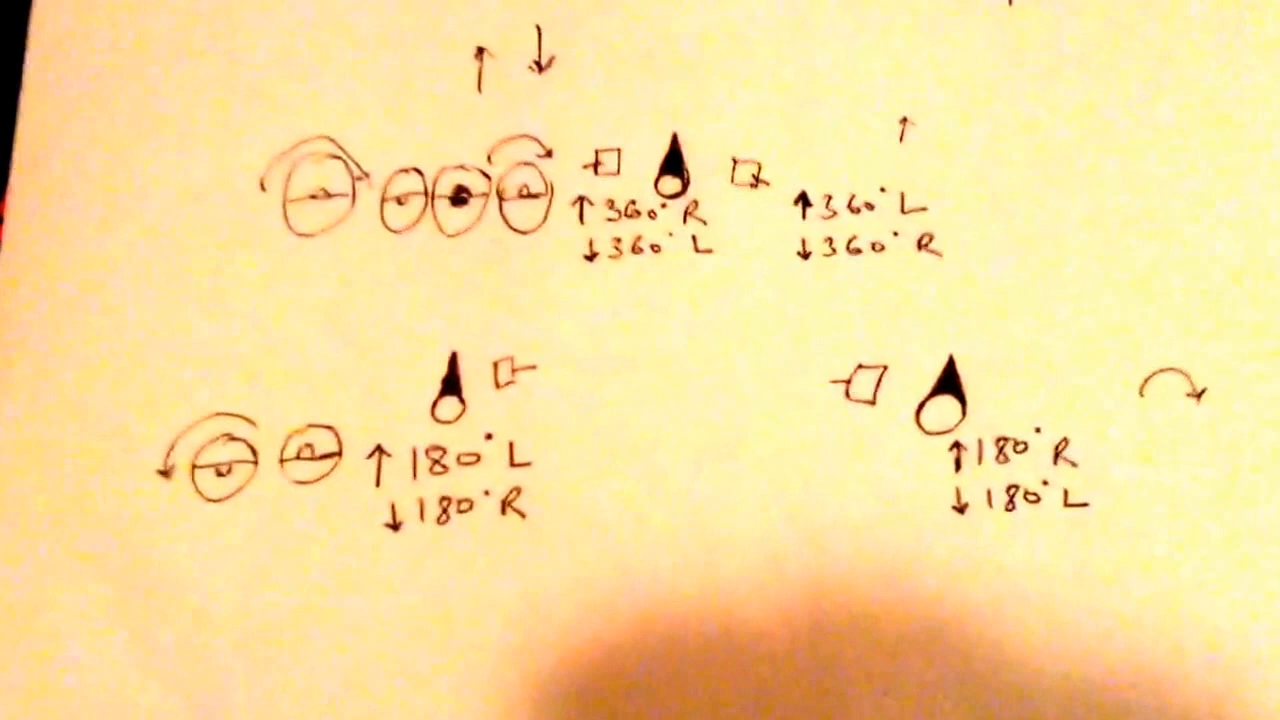 ↑ 360° R ↑ 360° L
↓ 360° L ↓ 360° R
↑ 180° L ↑ 180° R
↓ 180° R ↓ 180° L